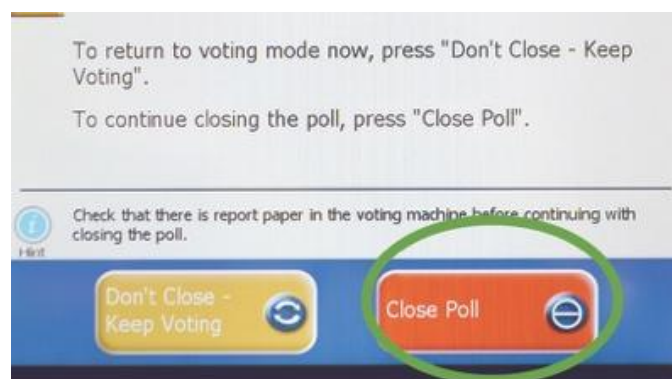 To return to voting mode now, press "Don't Close - Keep
Voting".
To continue closing the poll, press "Close Poll".
Check that there is report paper in the voting machine before continuing with
closing the poll.
Hint
Don't Close -
Keep Voting
Close Poll